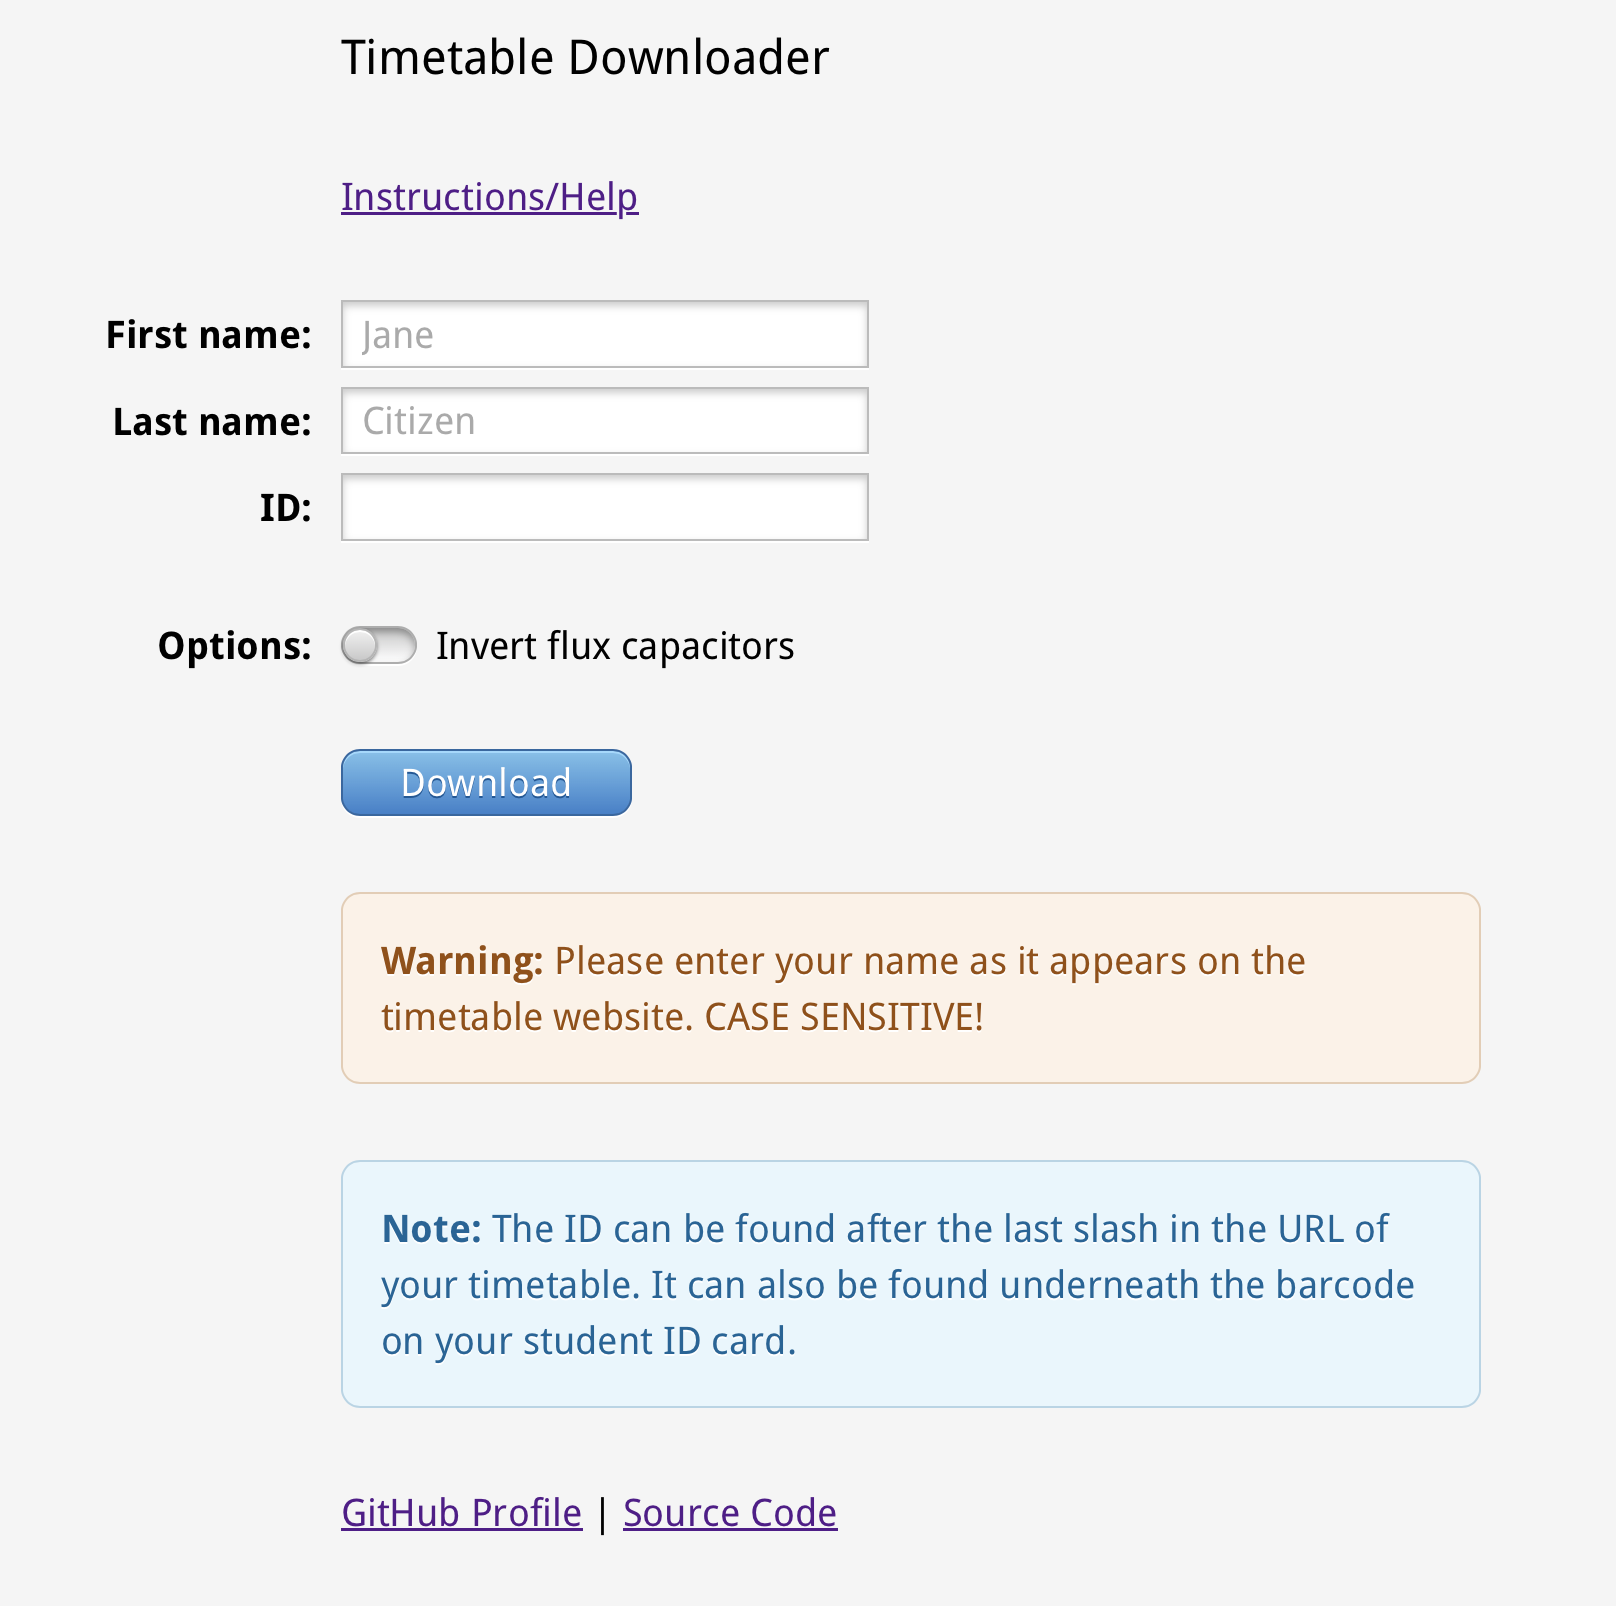 Timetable Downloader
Instructions/Help
First name: Jane
Last name: Citizen
ID:
Options: Invert flux capacitors
Download
Warning: Please enter your name as it appears on the
timetable website. CASE SENSITIVE!
Note: The ID can be found after the last slash in the URL of
your timetable. It can also be found underneath the barcode
on your student ID card.
GitHub Profile | Source Code